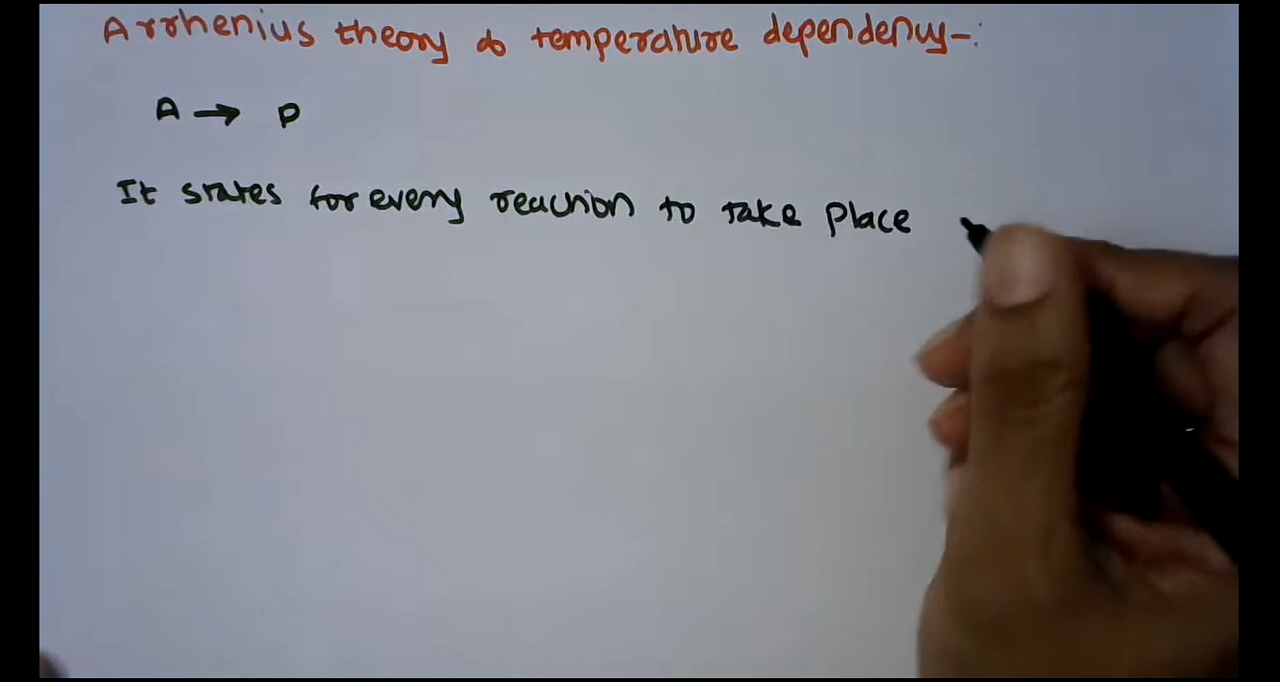 Arrhenius theory of temperature dependency-:
A → P
It states for every reaction to take place